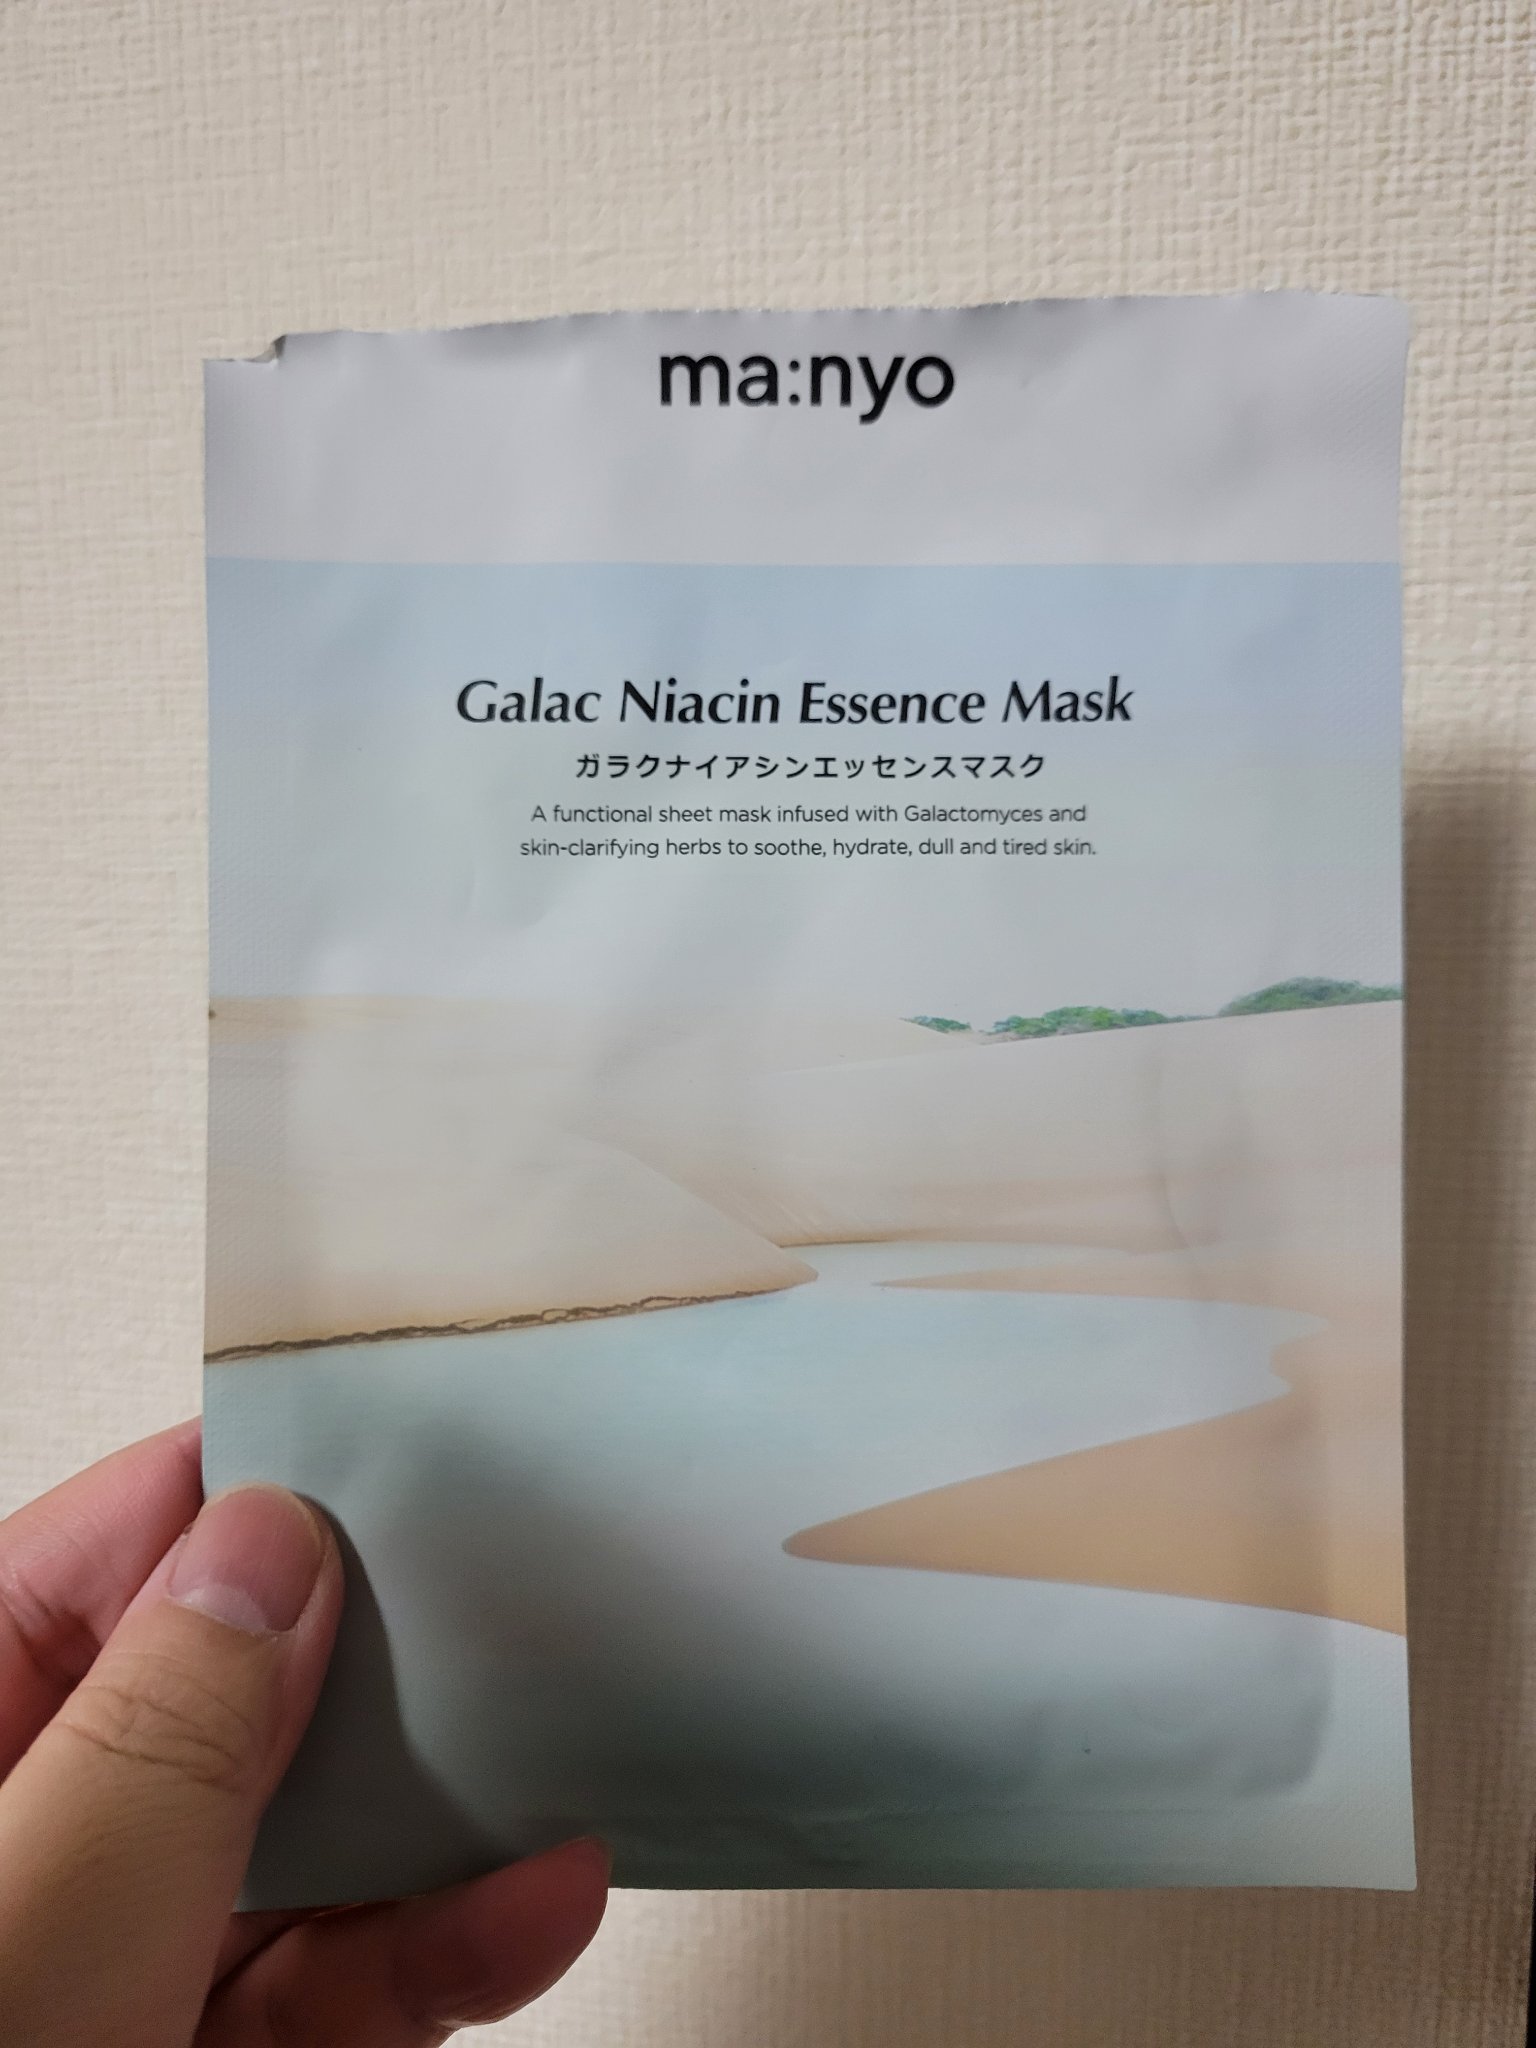 ma:nyo
Galac Niacin Essence Mask
ガラクナイアシンエッセンスマスク
A functional sheet mask infused with Galactomyces and
skin-clarifying herbs to soothe, hydrate, dull and tired skin.